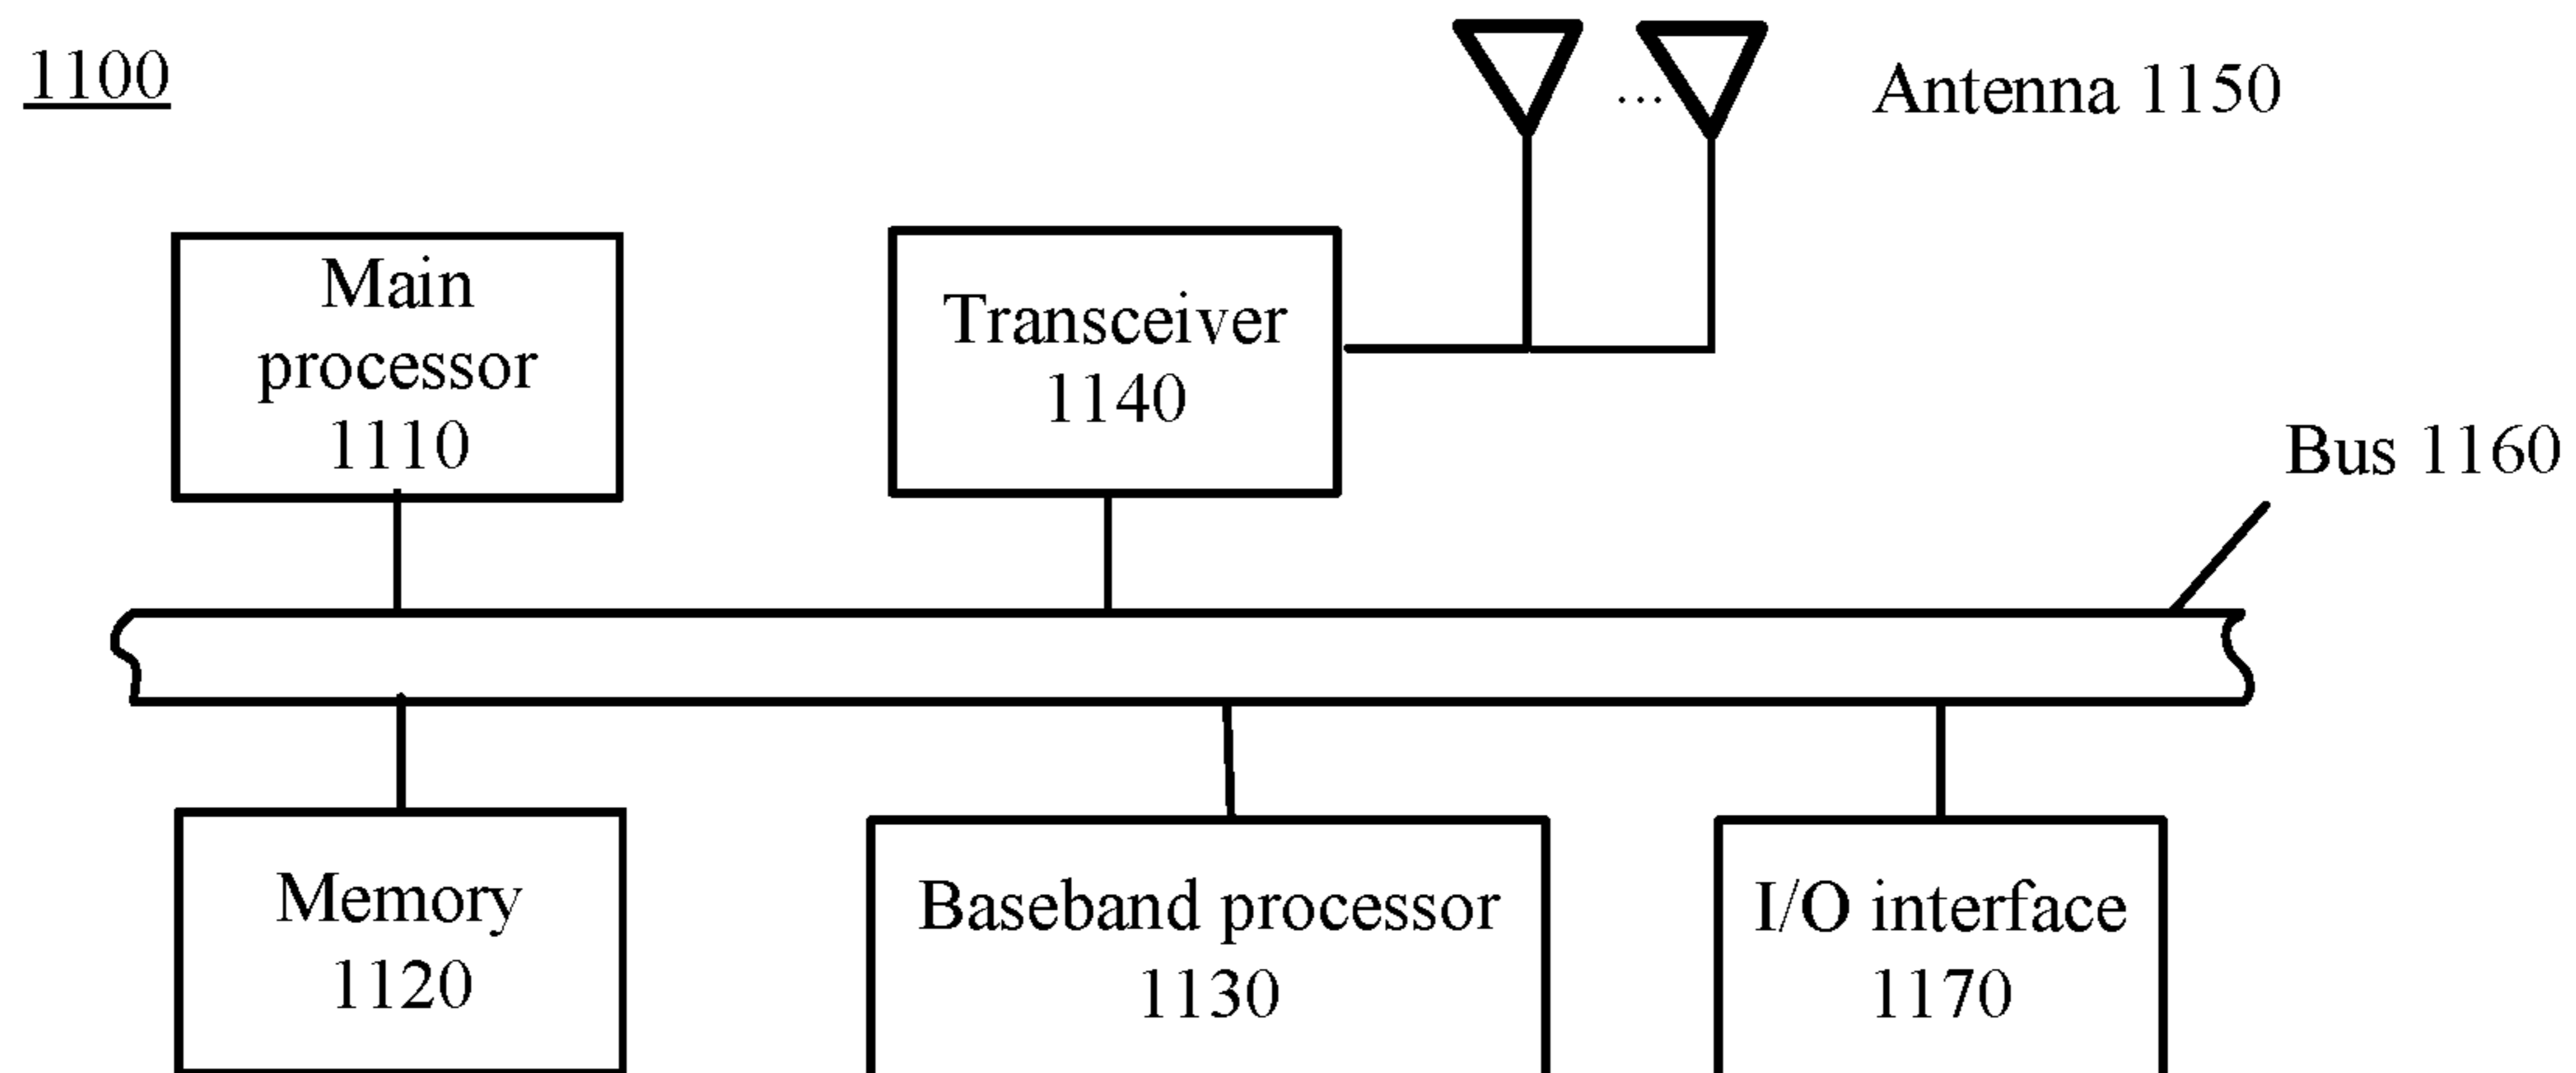 1100
...
Antenna 1150
Main
processor
1110
Transceiver
1140
Bus 1160
Memory
1120
Baseband processor
1130
I/O interface
1170